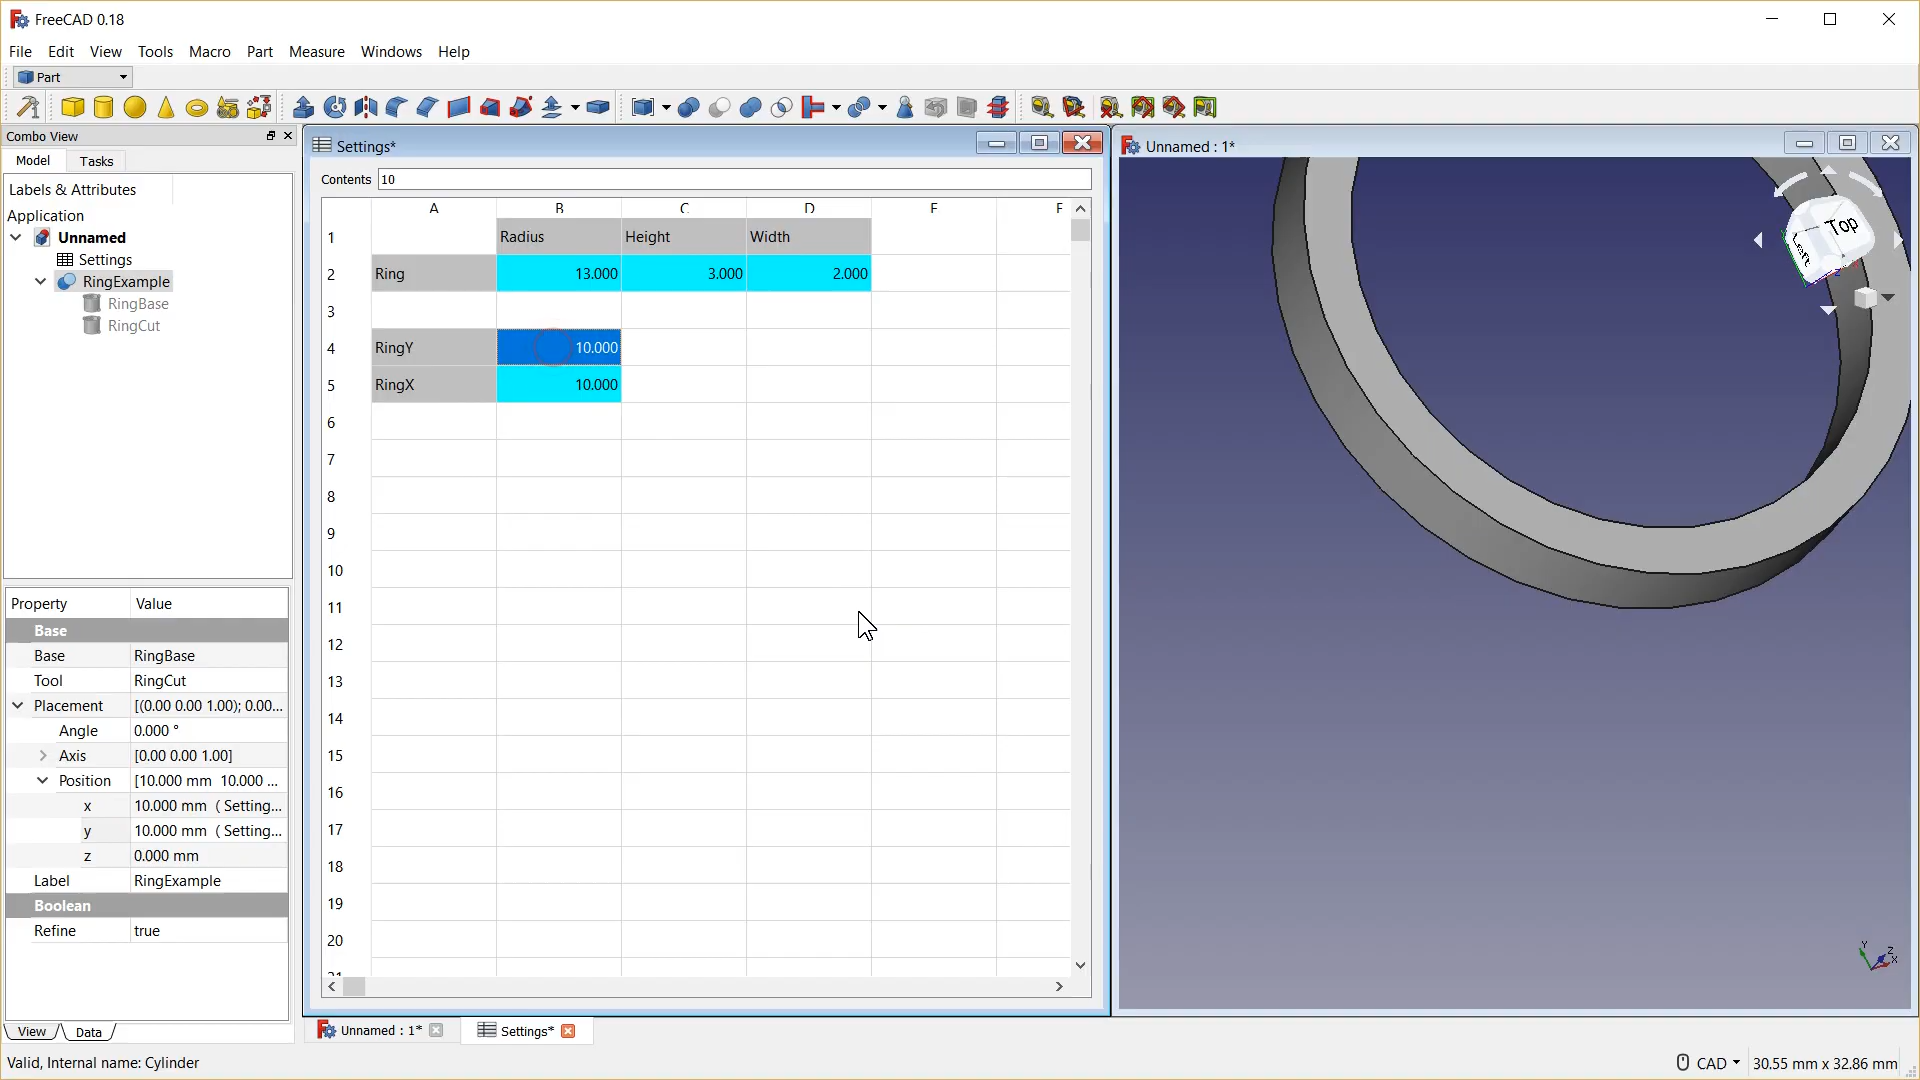 FreeCAD 0.18
File Edit View Tools Macro Part Measure Windows Help
Part
Combo View
Model Tasks
Labels & Attributes
Application
Unnamed
Settings
RingExample
RingBase
RingCut
Property Value
Base
Base RingBase
Tool RingCut
Placement [(0.00 0.00 1.00); 0.00...
Angle 0.000 °
Axis [0.00 0.00 1.00]
Position [10.000 mm 10.000 ...
x 10.000 mm ( Setting...
y 10.000 mm ( Setting...
z 0.000 mm
Label RingExample
Boolean
Refine true
View Data
Settings*
Contents 10
A B C D E F
1 Radius Height Width
2 Ring 13.000 3.000 2.000
3
4 RingY 10.000
5 RingX 10.000
6
7
8
9
10
11
12
13
14
15
16
17
18
19
20
21
Unnamed : 1* Settings*
Unnamed : 1*
Top
Left
Y Z X
Valid, Internal name: Cylinder
CAD 30.55 mm x 32.86 mm